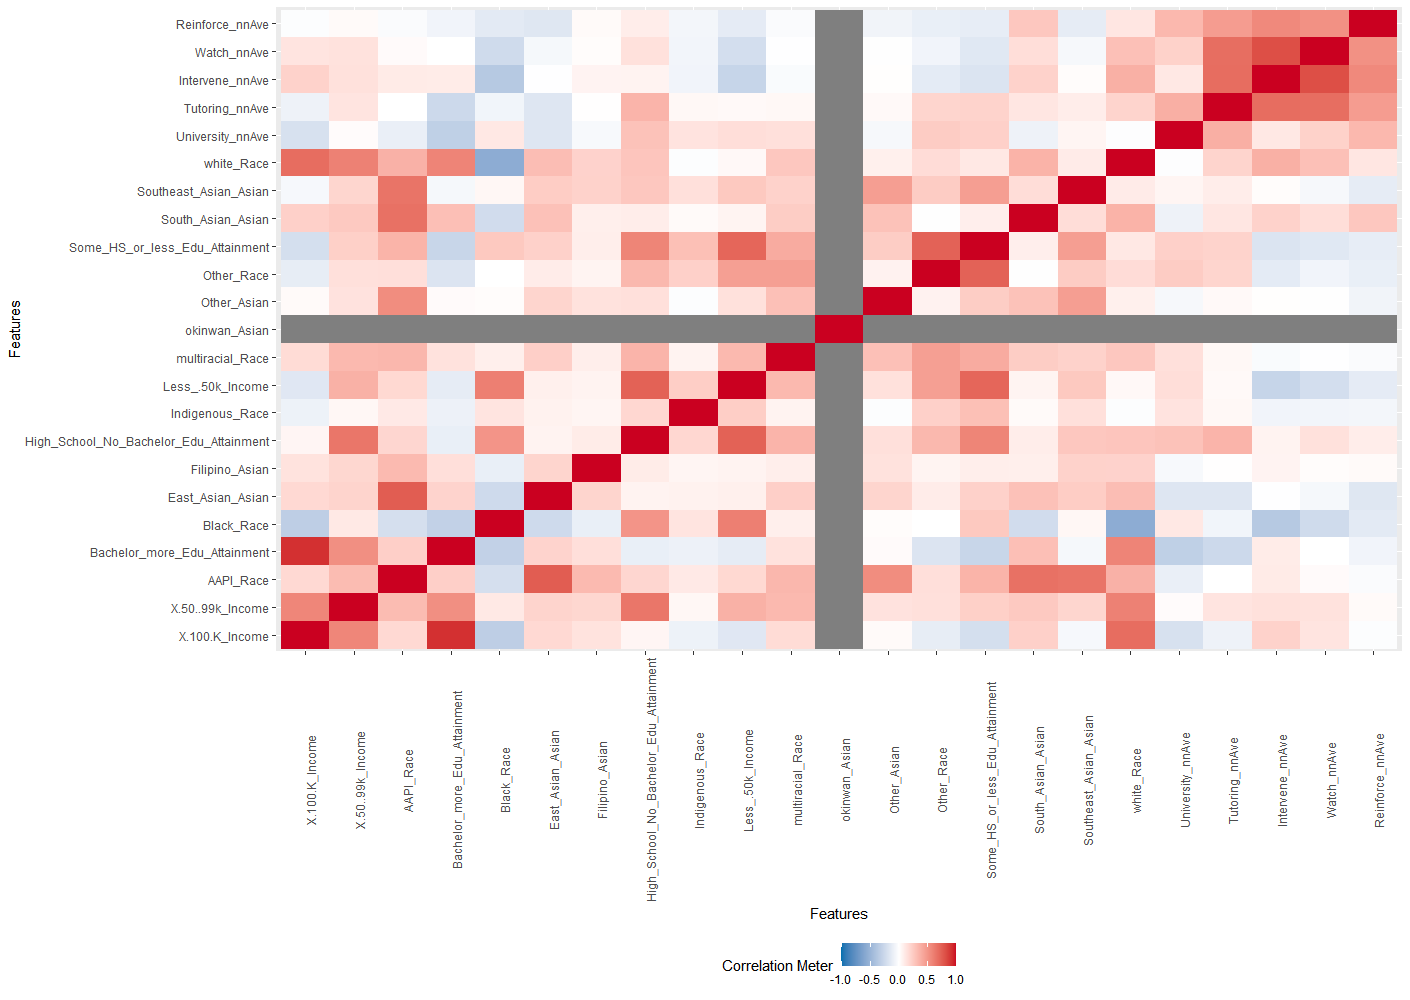 Reinforce_nnAve
Watch_nnAve
Intervene_nnAve
Tutoring_nnAve
University_nnAve
white_Race
Southeast_Asian_Asian
South_Asian_Asian
Some_HS_or_less_Edu_Attainment
Other_Race
Other_Asian
okinwan_Asian
multiracial_Race
Less_.50k_Income
Indigenous_Race
High_School_No_Bachelor_Edu_Attainment
Filipino_Asian
East_Asian_Asian
Black_Race
Bachelor_more_Edu_Attainment
AAPI_Race
X.50..99k_Income
X.100.K_Income
Features
X.100.K_Income
X.50..99k_Income
AAPI_Race
Bachelor_more_Edu_Attainment
Black_Race
East_Asian_Asian
Filipino_Asian
High_School_No_Bachelor_Edu_Attainment
Indigenous_Race
Less_.50k_Income
multiracial_Race
okinwan_Asian
Other_Asian
Other_Race
Some_HS_or_less_Edu_Attainment
South_Asian_Asian
Southeast_Asian_Asian
white_Race
University_nnAve
Tutoring_nnAve
Intervene_nnAve
Watch_nnAve
Reinforce_nnAve
Features
Correlation Meter
-1.0 -0.5 0.0 0.5 1.0